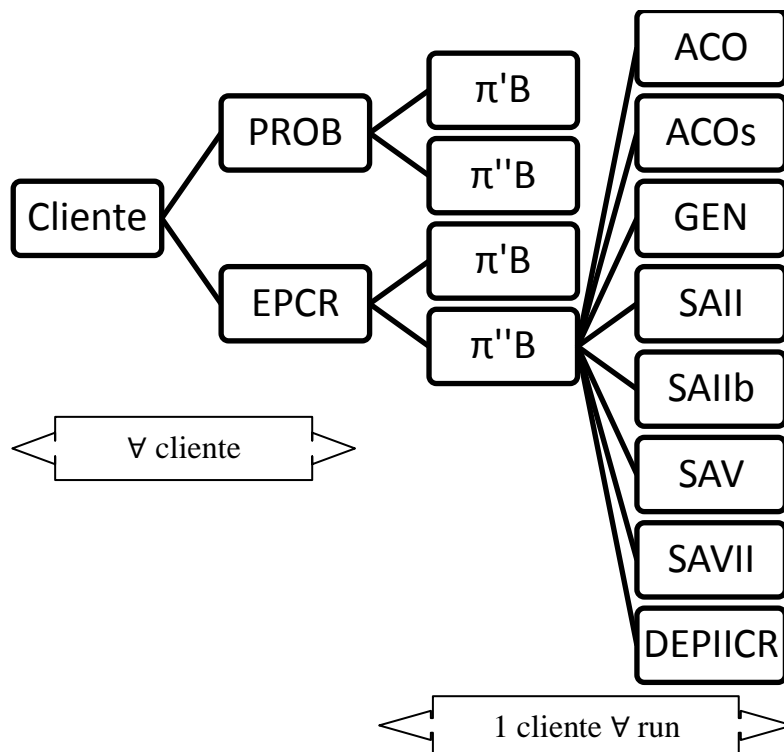 Cliente
PROB
EPCR
π'B
π''B
π'B
π''B
ACO
ACOs
GEN
SAII
SAIIb
SAV
SAVII
DEPIICR
∀ cliente
1 cliente ∀ run